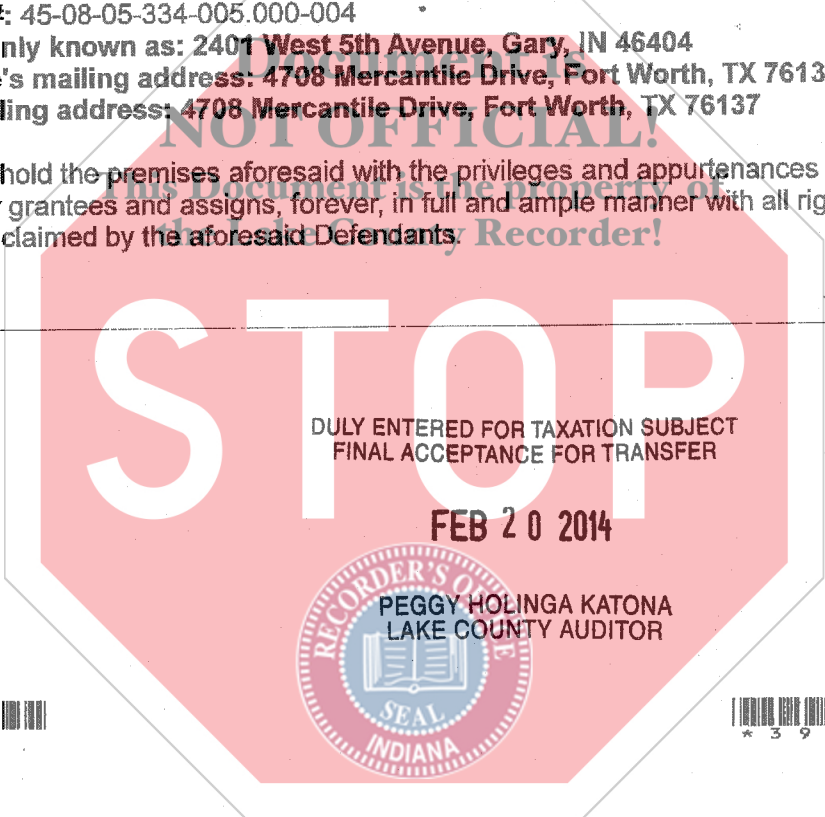 #: 45-08-05-334-005.000-004
nly known as: 2401 West 5th Avenue, Gary, IN 46404
's mailing address: 4708 Mercantile Drive, Fort Worth, TX 7613
ling address: 4708 Mercantile Drive, Fort Worth, TX 76137
Document is
NOT OFFICIAL!
hold the premises aforesaid with the privileges and appurtenances
This Document is the property of
grantees and assigns, forever, in full and ample manner with all rig
claimed by the aforesaid Defendants.
the Lake County Recorder!
STOP
DULY ENTERED FOR TAXATION SUBJECT
FINAL ACCEPTANCE FOR TRANSFER
FEB 20 2014
PEGGY HOLINGA KATONA
LAKE COUNTY AUDITOR
RECORDER'S OFFICE
SEAL
INDIANA
* 3 9